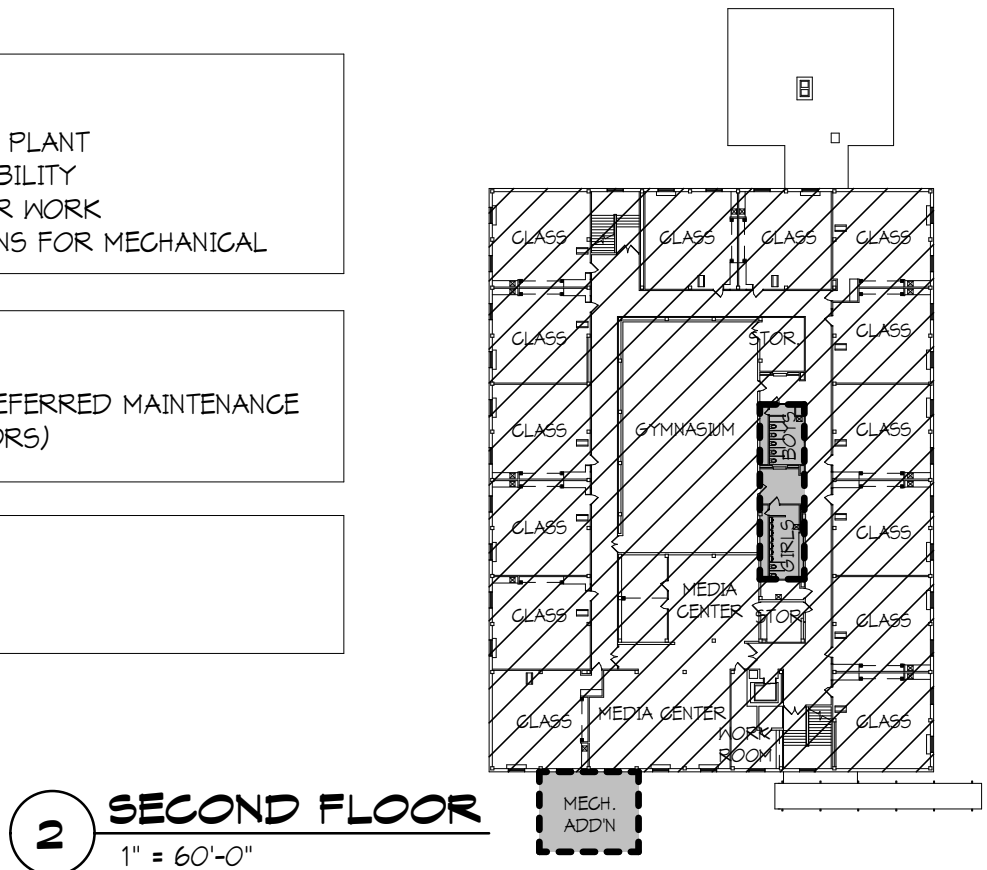 PLANT
BILITY
R WORK
NS FOR MECHANICAL
EFERRED MAINTENANCE
ORS)
CLASS
CLASS
CLASS
CLASS
CLASS
STOR.
CLASS
CLASS
GYMNASIUM
BOYS
CLASS
CLASS
GIRLS
CLASS
MEDIA
CENTER
CLASS
STOR.
CLASS
CLASS
MEDIA CENTER
WORK
ROOM
CLASS
MECH.
ADD'N
2
SECOND FLOOR
1" = 60'-0"